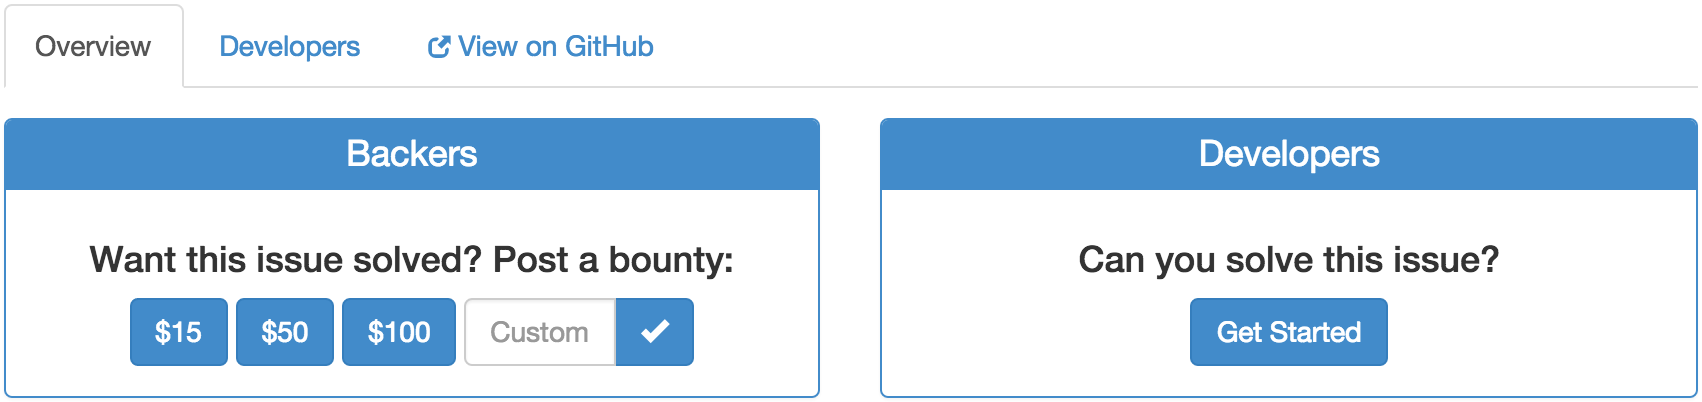 Overview Developers View on GitHub
Backers
Want this issue solved? Post a bounty:
$15 $50 $100 Custom
Developers
Can you solve this issue?
Get Started